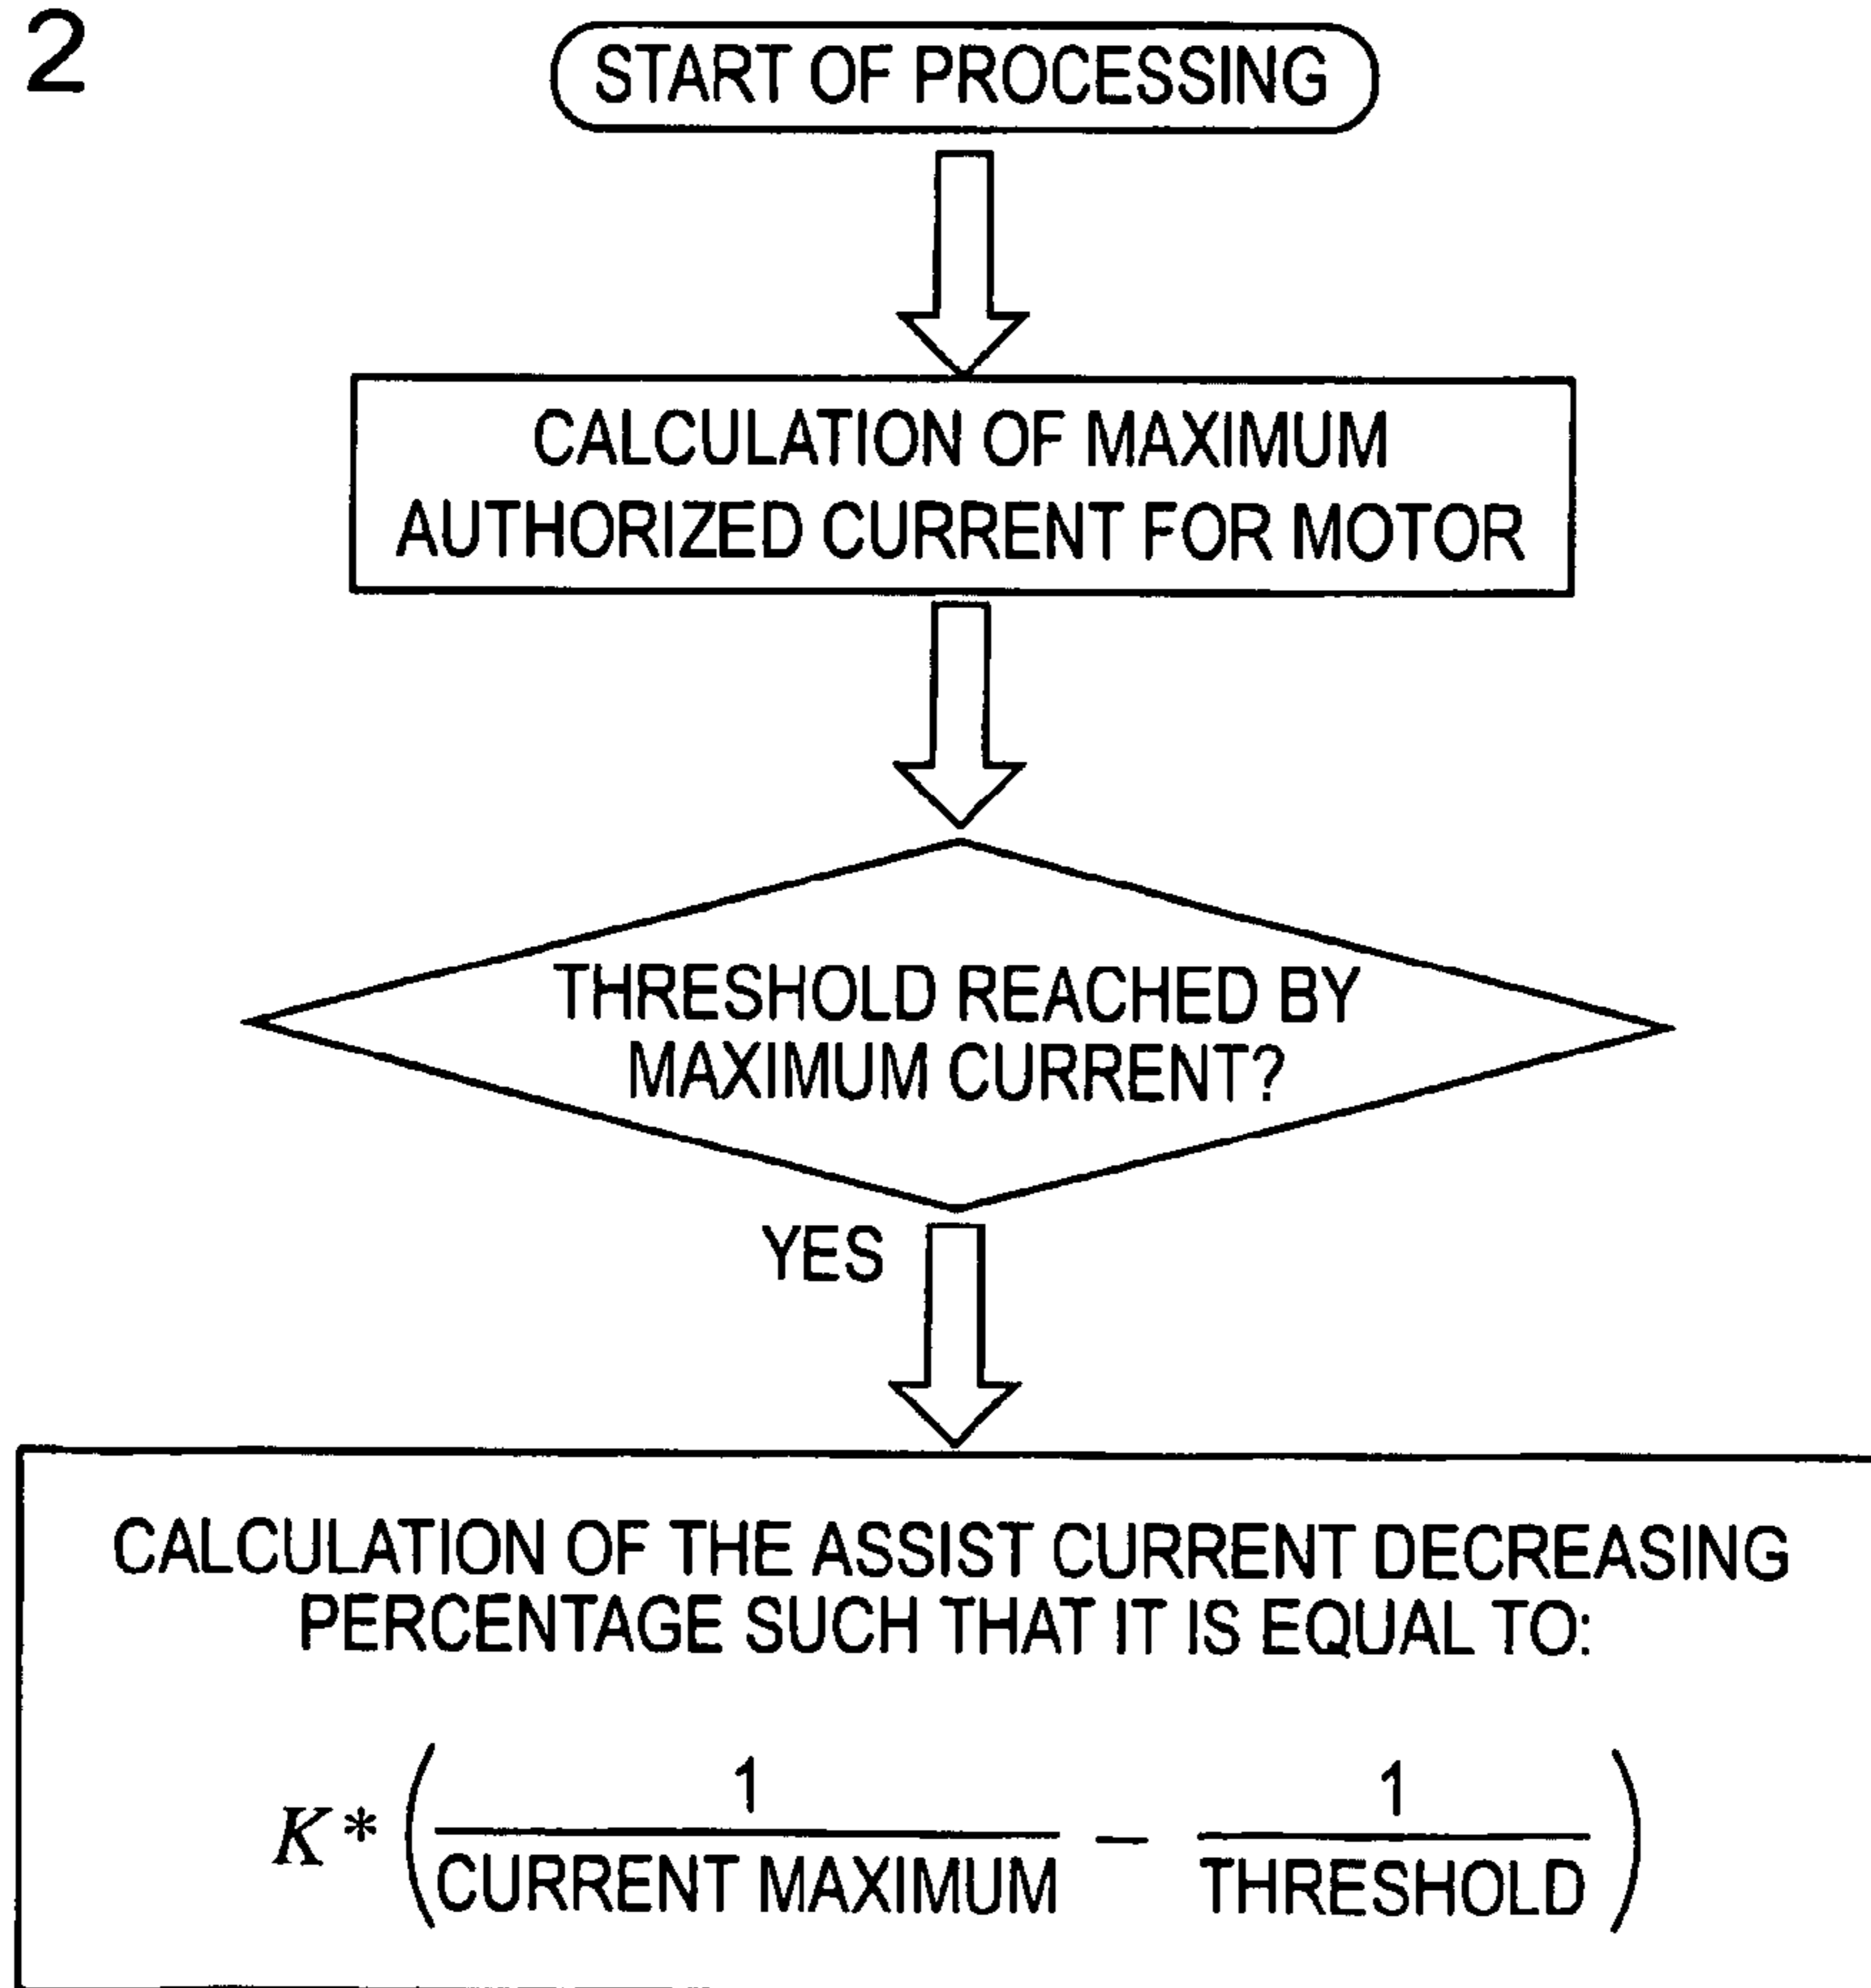 2
START OF PROCESSING
CALCULATION OF MAXIMUM
AUTHORIZED CURRENT FOR MOTOR
THRESHOLD REACHED BY
MAXIMUM CURRENT?
YES
CALCULATION OF THE ASSIST CURRENT DECREASING
PERCENTAGE SUCH THAT IT IS EQUAL TO:
K* (1/CURRENT MAXIMUM − 1/THRESHOLD)